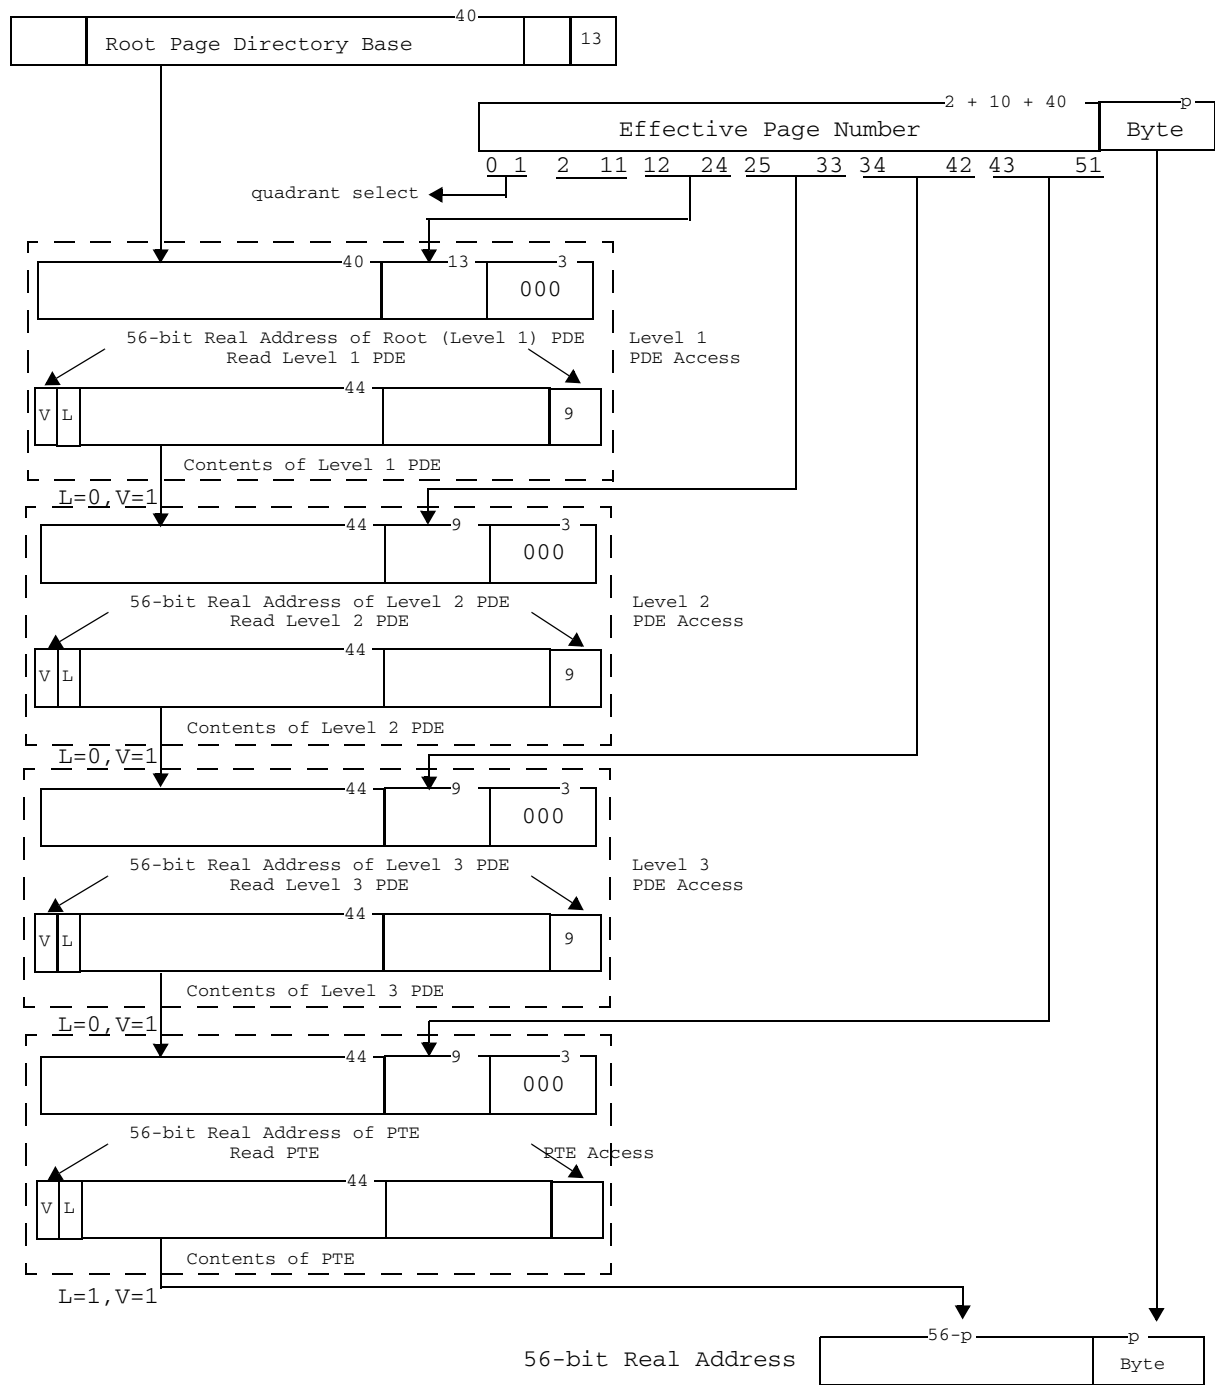 40
Root Page Directory Base
13
2 + 10 + 40
p
Effective Page Number
Byte
0 1 2 11 12 24 25 33 34 42 43 51
quadrant select
40 13 3
000
56-bit Real Address of Root (Level 1) PDE
Read Level 1 PDE
Level 1
PDE Access
44
V L 9
Contents of Level 1 PDE
L=0,V=1
44 9 3
000
56-bit Real Address of Level 2 PDE
Read Level 2 PDE
Level 2
PDE Access
44
V L 9
Contents of Level 2 PDE
L=0,V=1
44 9 3
000
56-bit Real Address of Level 3 PDE
Read Level 3 PDE
Level 3
PDE Access
44
V L 9
Contents of Level 3 PDE
L=0,V=1
44 9 3
000
56-bit Real Address of PTE
Read PTE
PTE Access
44
V L
Contents of PTE
L=1,V=1
56-p p
56-bit Real Address
Byte